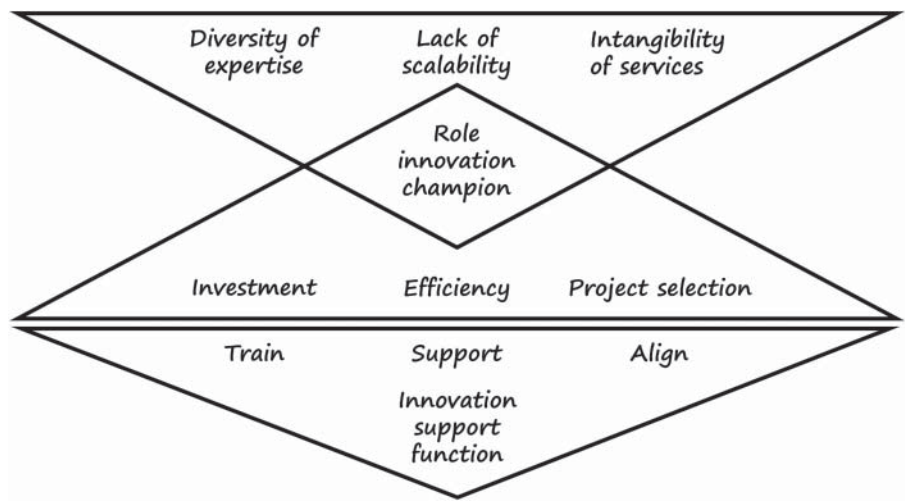 Diversity of
expertise
Lack of
scalability
Intangibility
of services
Role
innovation
champion
Investment
Efficiency
Project selection
Train
Support
Align
Innovation
support
function